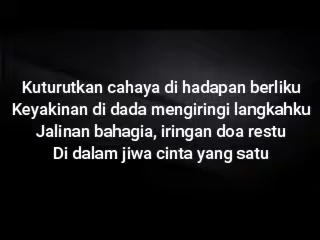 Kuturutkan cahaya di hadapan berliku
Keyakinan di dada mengiringi langkahku
Jalinan bahagia, iringan doa restu
Di dalam jiwa cinta yang satu